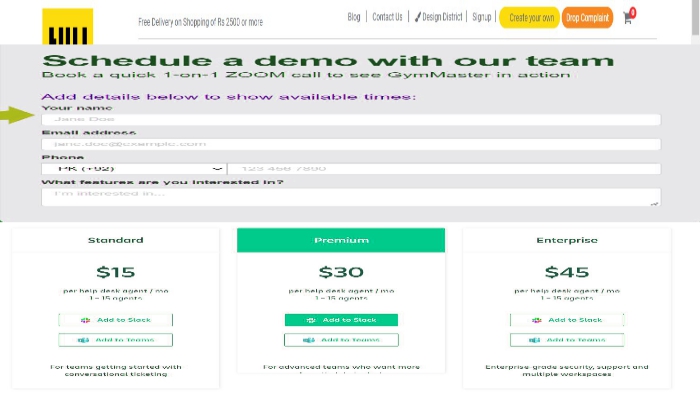 Free Delivery on Shopping of Rs 2500 or more
Blog
Contact Us
Design District
Signup
Create your own
Drop Complaint
0
Schedule a demo with our team
Book a quick 1-on-1 ZOOM call to see GymMaster in action
Add details below to show available times:
Your name
Jane Doe
Email address
jane.doe@example.com
Phone
PK (+92)
123 456 7890
What features are you interested in?
I'm interested in...
Standard
$15
per help desk agent / mo
1 - 15 agents
Add to Slack
Add to Teams
For teams getting started with
conversational ticketing
Premium
$30
per help desk agent / mo
1 - 15 agents
Add to Slack
Add to Teams
For advanced teams who want more
Enterprise
$45
per help desk agent / mo
1 - 15 agents
Add to Slack
Add to Teams
Enterprise-grade security, support and
multiple workspaces